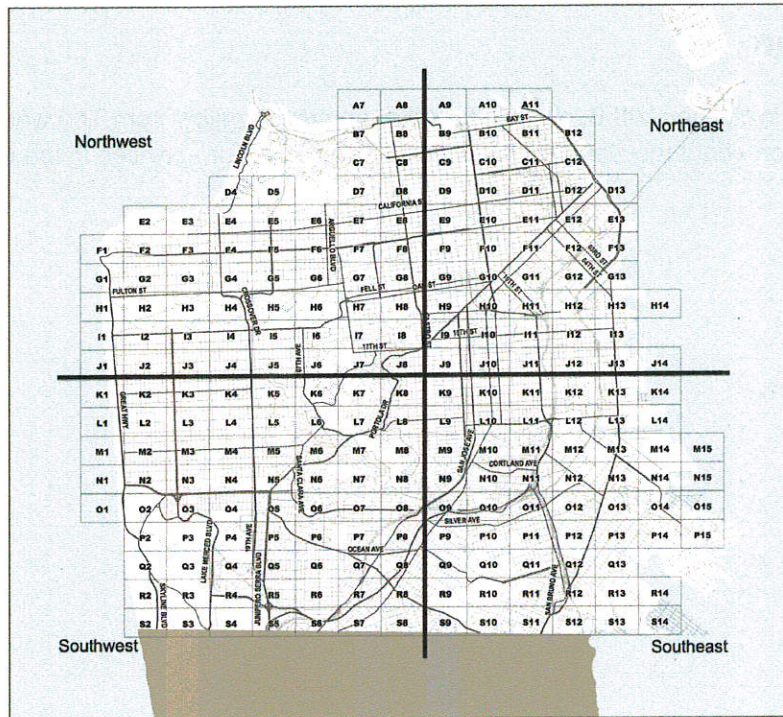 A7 A8 A9 A10 A11
BAY ST
Northwest
Northeast
LINCOLN BLVD
B7 B8 B9 B10 B11 B12
C7 C8 C9 C10 C11 C12
D4 D5 D7 D8 D9 D10 D11 D12 D13
CALIFORNIA ST
E2 E3 E4 E5 E6 E7 E8 E9 E10 E11 E12 E13
ARGUELLO BLVD
F1 F2 F3 F4 F5 F7 F8 F10 F11 F12 F13
03RD ST
04TH ST
G1 G2 G3 G4 G5 G6 G7 G8 G9 G10 G11 G12 G13
FULTON ST
FELL ST
OAK ST
10TH ST
CROSSOVER DR
H1 H2 H3 H4 H5 H6 H7 H8 H9 H10 H11 H12 H13 H14
CASTRO ST
I1 I2 I3 I4 I5 I6 I7 I8 I9 I10 I11 I12 I13
17TH ST
07TH AVE
J1 J2 J3 J4 J5 J6 J7 J8 J9 J10 J11 J12 J13 J14
K1 K2 K3 K4 K5 K6 K7 K8 K9 K10 K11 K12 K13 K14
GREAT HWY
PORTOLA DR
L1 L2 L3 L4 L5 L6 L7 L8 L9 L10 L11 L12 L13 L14
SAN JOSE AVE
M1 M2 M3 M4 M5 M6 M7 M8 M9 M10 M11 M12 M13 M14 M15
CORTLAND AVE
SANTA CLARA AVE
N1 N2 N3 N4 N5 N6 N7 N8 N9 N10 N11 N12 N13 N14 N15
O1 O2 O3 O4 O5 O6 O7 O8 O9 O10 O11 O12 O13 O14 O15
SILVER AVE
P2 P3 P4 P5 P6 P7 P8 P9 P10 P11 P12 P13 P14 P15
LAKE MERCED BLVD
19TH AVE
OCEAN AVE
Q2 Q3 Q4 Q5 Q6 Q7 Q8 Q9 Q10 Q11 Q12 Q13
SKYLINE BLVD
JUNIPERO SERRA BLVD
SAN BRUNO AVE
R2 R3 R4 R5 R6 R7 R8 R9 R10 R11 R12 R13 R14
S2 S3 S4 S5 S6 S7 S8 S9 S10 S11 S12 S13 S14
Southwest
Southeast